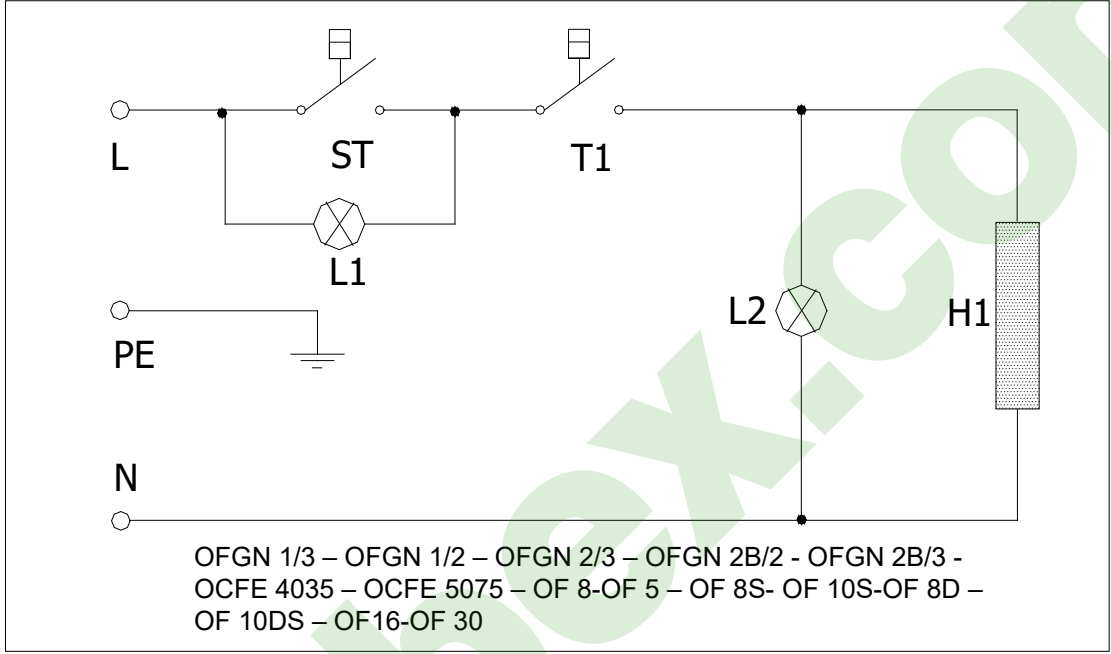 L
ST
T1
L1
L2
H1
PE
N
OFGN 1/3 – OFGN 1/2 – OFGN 2/3 – OFGN 2B/2 - OFGN 2B/3 -
OCFE 4035 – OCFE 5075 – OF 8-OF 5 – OF 8S- OF 10S-OF 8D –
OF 10DS – OF16-OF 30